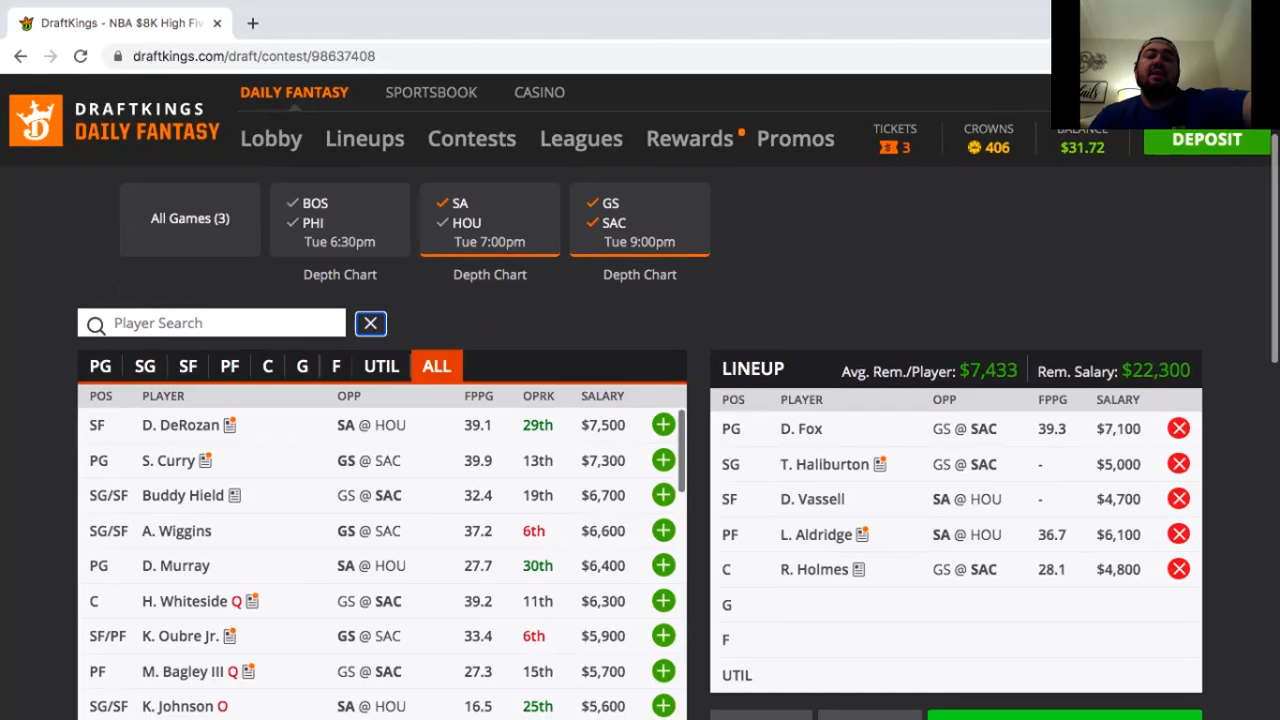 DraftKings - NBA $8K High Fiv
draftkings.com/draft/contest/98637408
DAILY FANTASY SPORTSBOOK CASINO
DRAFTKINGS
DAILY FANTASY
Lobby Lineups Contests Leagues Rewards Promos
TICKETS
3
CROWNS
406
BALANCE
$31.72
DEPOSIT
All Games (3)
BOS
PHI
Tue 6:30pm
Depth Chart
SA
HOU
Tue 7:00pm
Depth Chart
GS
SAC
Tue 9:00pm
Depth Chart
Player Search
PG SG SF PF C G F UTIL ALL
POS PLAYER OPP FPPG OPRK SALARY
SF D. DeRozan SA @ HOU 39.1 29th $7,500
PG S. Curry GS @ SAC 39.9 13th $7,300
SG/SF Buddy Hield GS @ SAC 32.4 19th $6,700
SG/SF A. Wiggins GS @ SAC 37.2 6th $6,600
PG D. Murray SA @ HOU 27.7 30th $6,400
C H. Whiteside Q GS @ SAC 39.2 11th $6,300
SF/PF K. Oubre Jr. GS @ SAC 33.4 6th $5,900
PF M. Bagley III Q GS @ SAC 27.3 15th $5,700
SG/SF K. Johnson O SA @ HOU 16.5 25th $5,600
LINEUP Avg. Rem./Player: $7,433 Rem. Salary: $22,300
POS PLAYER OPP FPPG SALARY
PG D. Fox GS @ SAC 39.3 $7,100
SG T. Haliburton GS @ SAC - $5,000
SF D. Vassell SA @ HOU - $4,700
PF L. Aldridge SA @ HOU 36.7 $6,100
C R. Holmes GS @ SAC 28.1 $4,800
G
F
UTIL